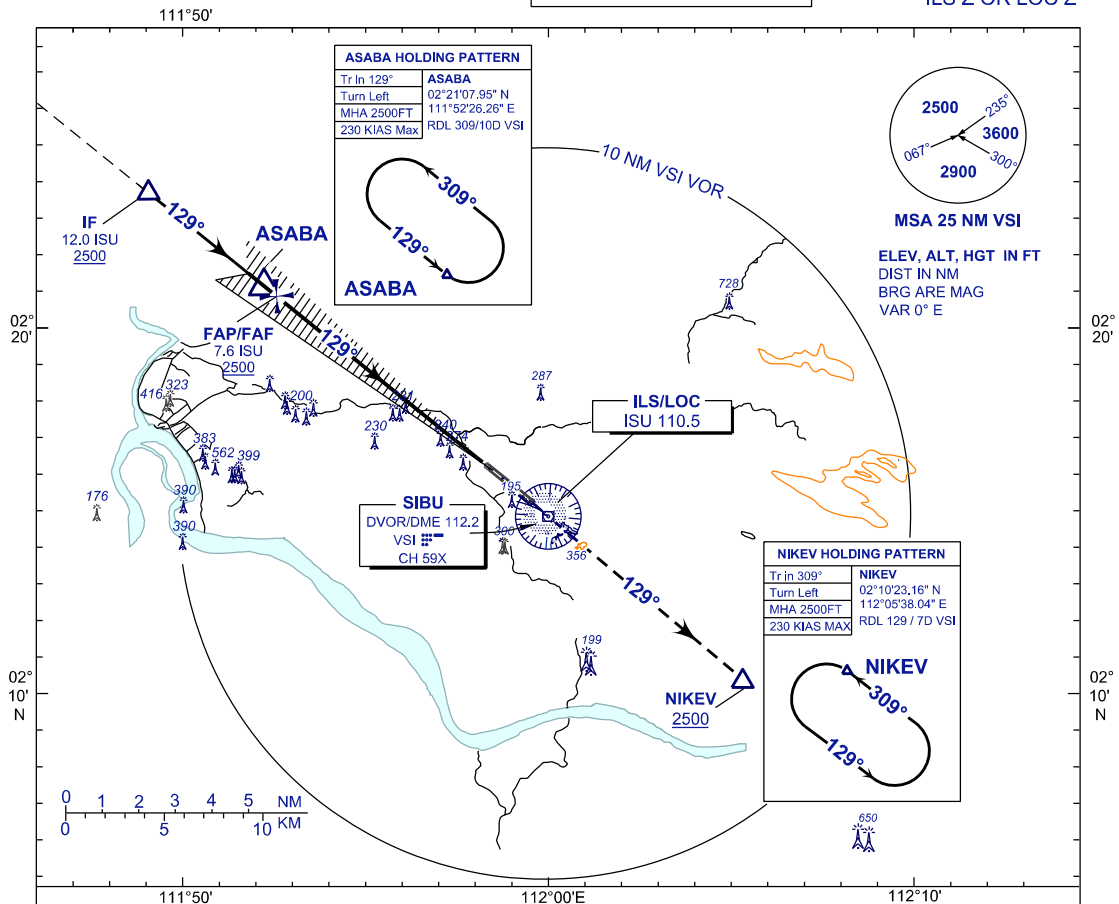 ILS Z OR LOC Z
111°50'
ASABA HOLDING PATTERN
Tr In 129°
Turn Left
MHA 2500FT
230 KIAS Max
ASABA
02°21'07.95" N
111°52'26.26" E
RDL 309/10D VSI
309°
129°
ASABA
10 NM VSI VOR
2500
235°
3600
067°
300°
2900
MSA 25 NM VSI
ELEV, ALT, HGT IN FT
DIST IN NM
BRG ARE MAG
VAR 0° E
IF
12.0 ISU
2500
129°
ASABA
FAP/FAF
7.6 ISU
2500
129°
728
02°
20'
02°
20'
416
323
200
287
230
240
383
562
399
176
390
390
195
300
356
ILS/LOC
ISU 110.5
SIBU
DVOR/DME 112.2
VSI
CH 59X
129°
199
NIKEV
2500
NIKEV HOLDING PATTERN
Tr in 309°
Turn Left
MHA 2500FT
230 KIAS MAX
NIKEV
02°10'23.16" N
112°05'38.04" E
RDL 129 / 7D VSI
NIKEV
309°
129°
02°
10'
N
02°
10'
N
0 1 2 3 4 5 NM
0 5 10 KM
650
111°50'
112°00'E
112°10'